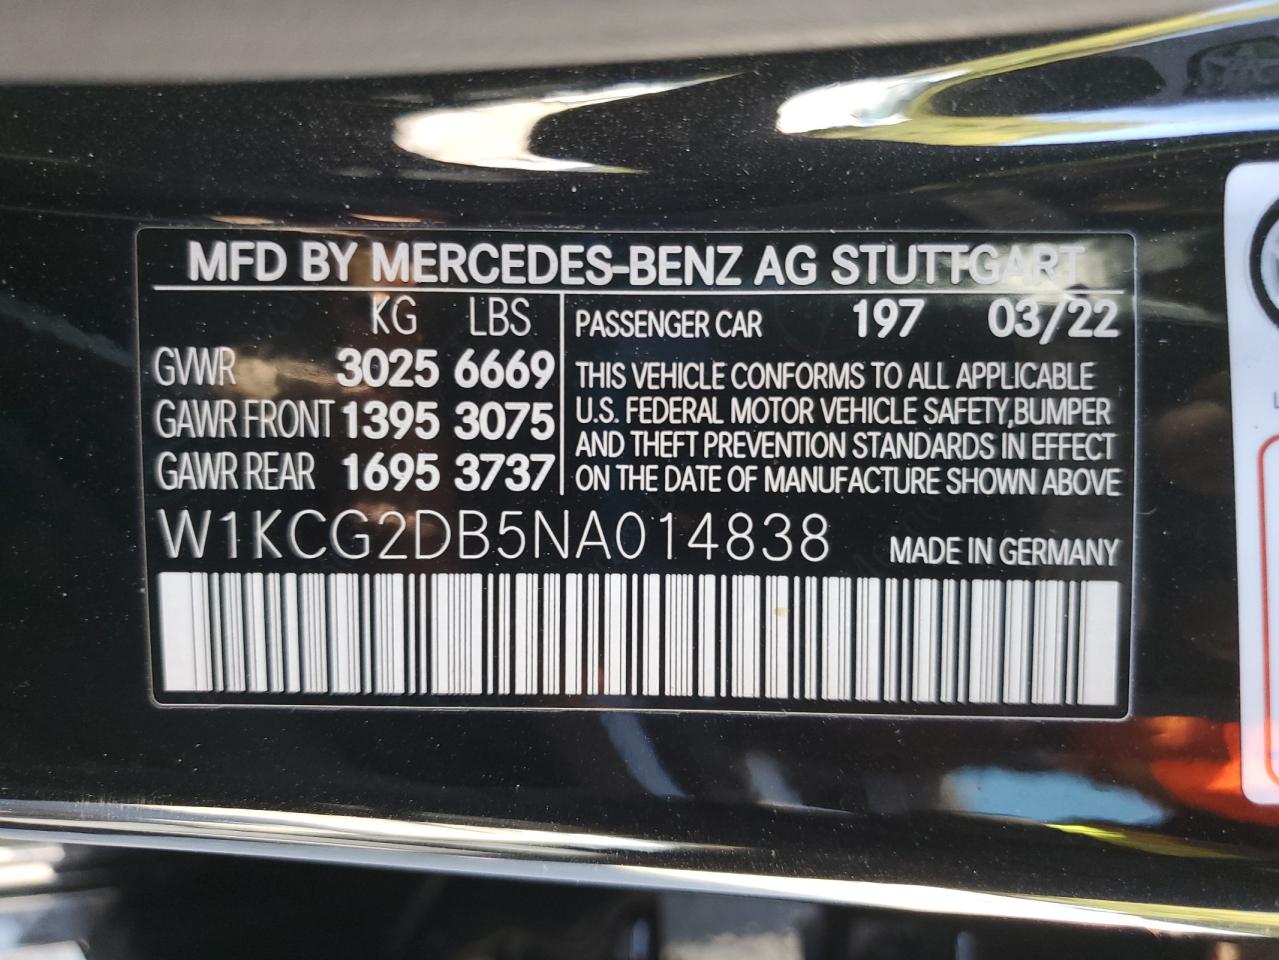 MFD BY MERCEDES-BENZ AG STUTTGART
KG LBS
GVWR 3025 6669
GAWR FRONT 1395 3075
GAWR REAR 1695 3737
PASSENGER CAR 197 03/22
THIS VEHICLE CONFORMS TO ALL APPLICABLE
U.S. FEDERAL MOTOR VEHICLE SAFETY,BUMPER
AND THEFT PREVENTION STANDARDS IN EFFECT
ON THE DATE OF MANUFACTURE SHOWN ABOVE
W1KCG2DB5NA014838
MADE IN GERMANY